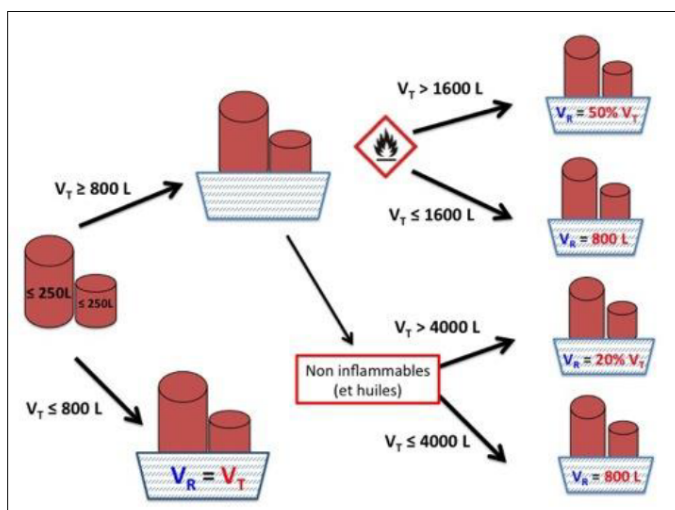 V_T > 1600 L
V_R = 50% V_T
V_T ≥ 800 L
V_T ≤ 1600 L
V_R = 800 L
≤ 250L
≤ 250L
V_T > 4000 L
V_R = 20% V_T
Non inflammables
(et huiles)
V_T ≤ 800 L
V_T ≤ 4000 L
V_R = V_T
V_R = 800 L